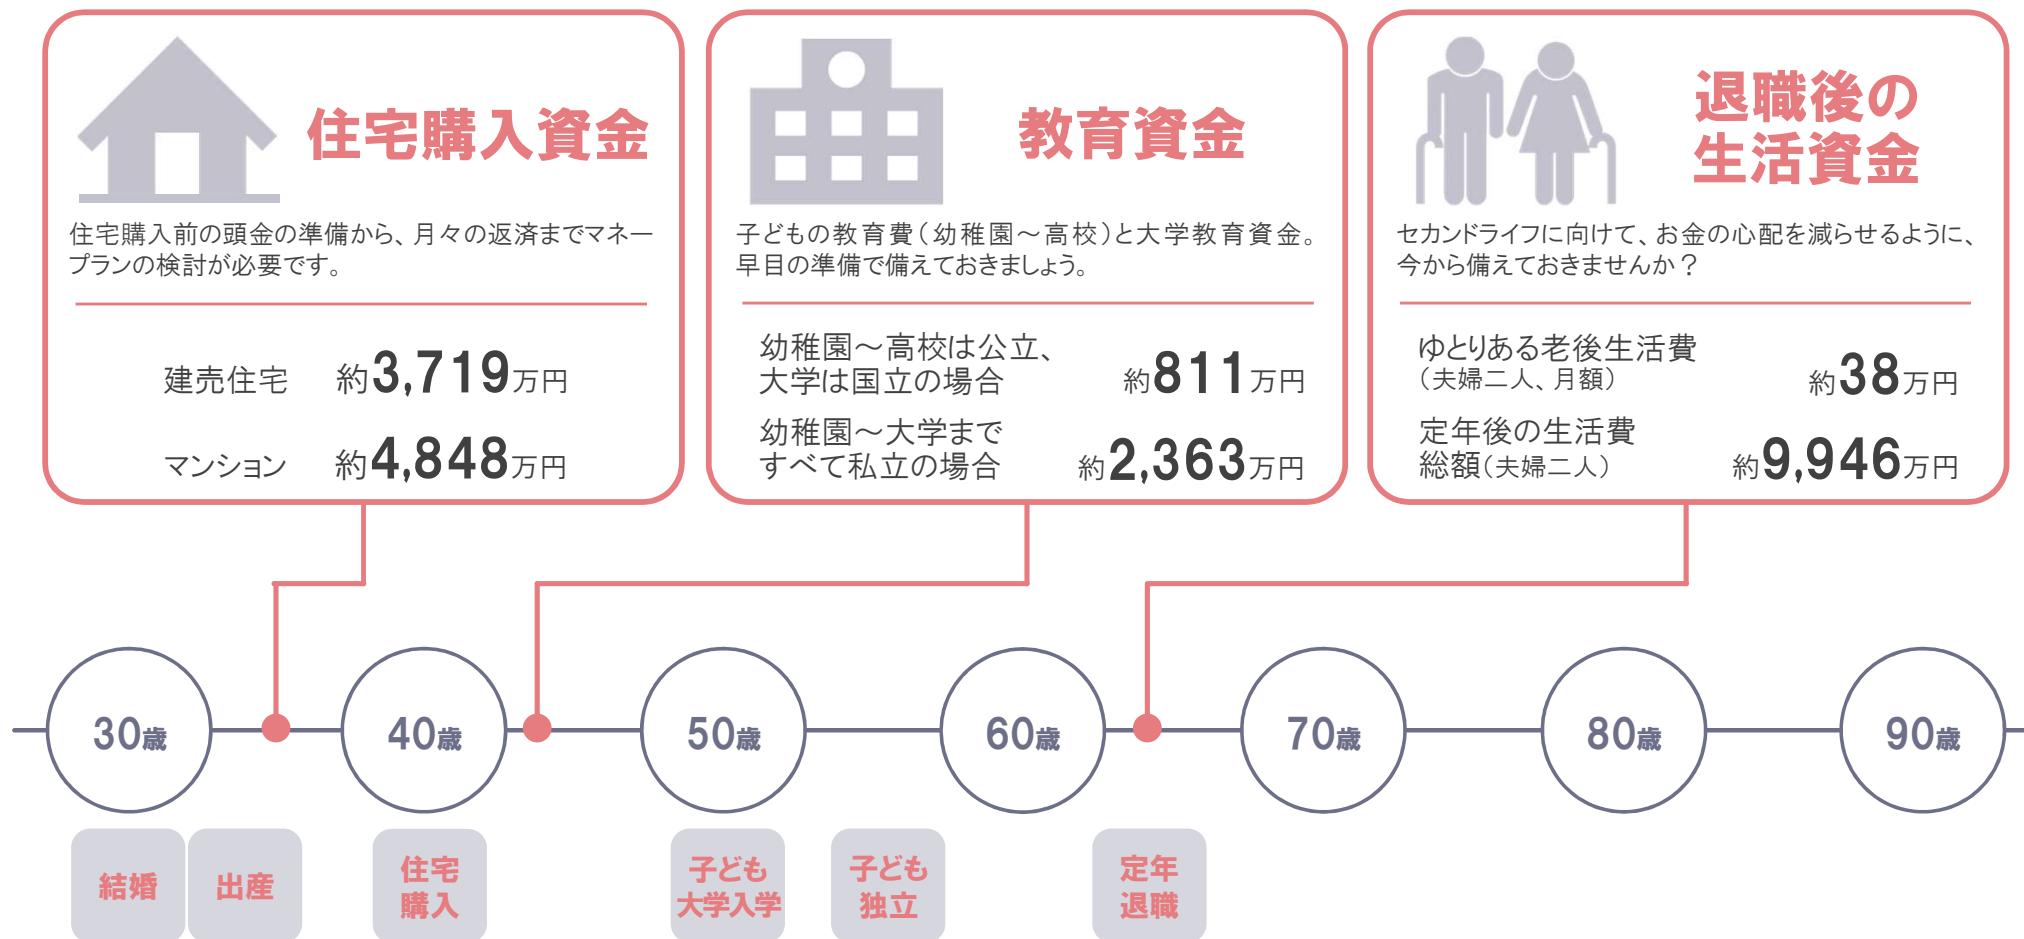 住宅購入資金
住宅購入前の頭金の準備から、月々の返済までマネー
プランの検討が必要です。
建売住宅 約3,719万円
マンション 約4,848万円
教育資金
子どもの教育費(幼稚園～高校)と大学教育資金。
早目の準備で備えておきましょう。
幼稚園～高校は公立、
大学は国立の場合 約811万円
幼稚園～大学まで
すべて私立の場合 約2,363万円
退職後の
生活資金
セカンドライフに向けて、お金の心配を減らせるように、
今から備えておきませんか？
ゆとりある老後生活費
(夫婦二人、月額) 約38万円
定年後の生活費
総額(夫婦二人) 約9,946万円
30歳 40歳 50歳 60歳 70歳 80歳 90歳
結婚
出産
住宅
購入
子ども
大学入学
子ども
独立
定年
退職